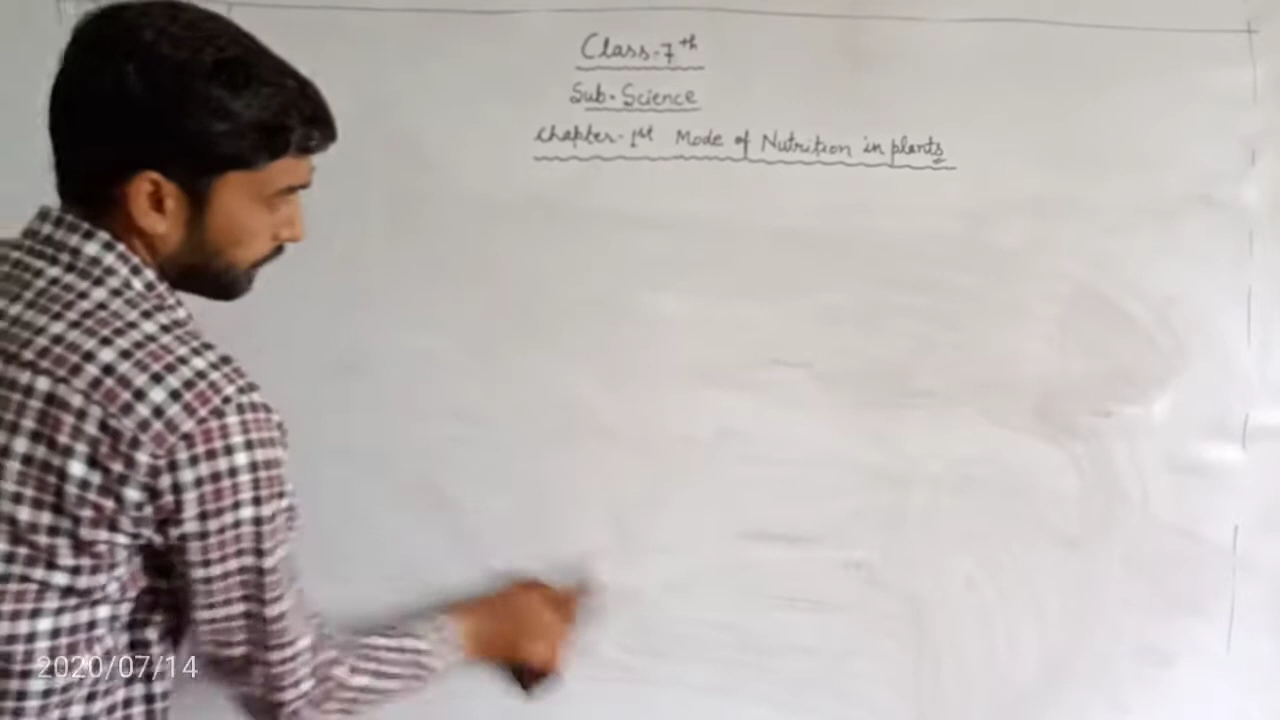 Class-7th
Sub-Science
Chapter-1st Mode of Nutrition in plants
2020/07/14